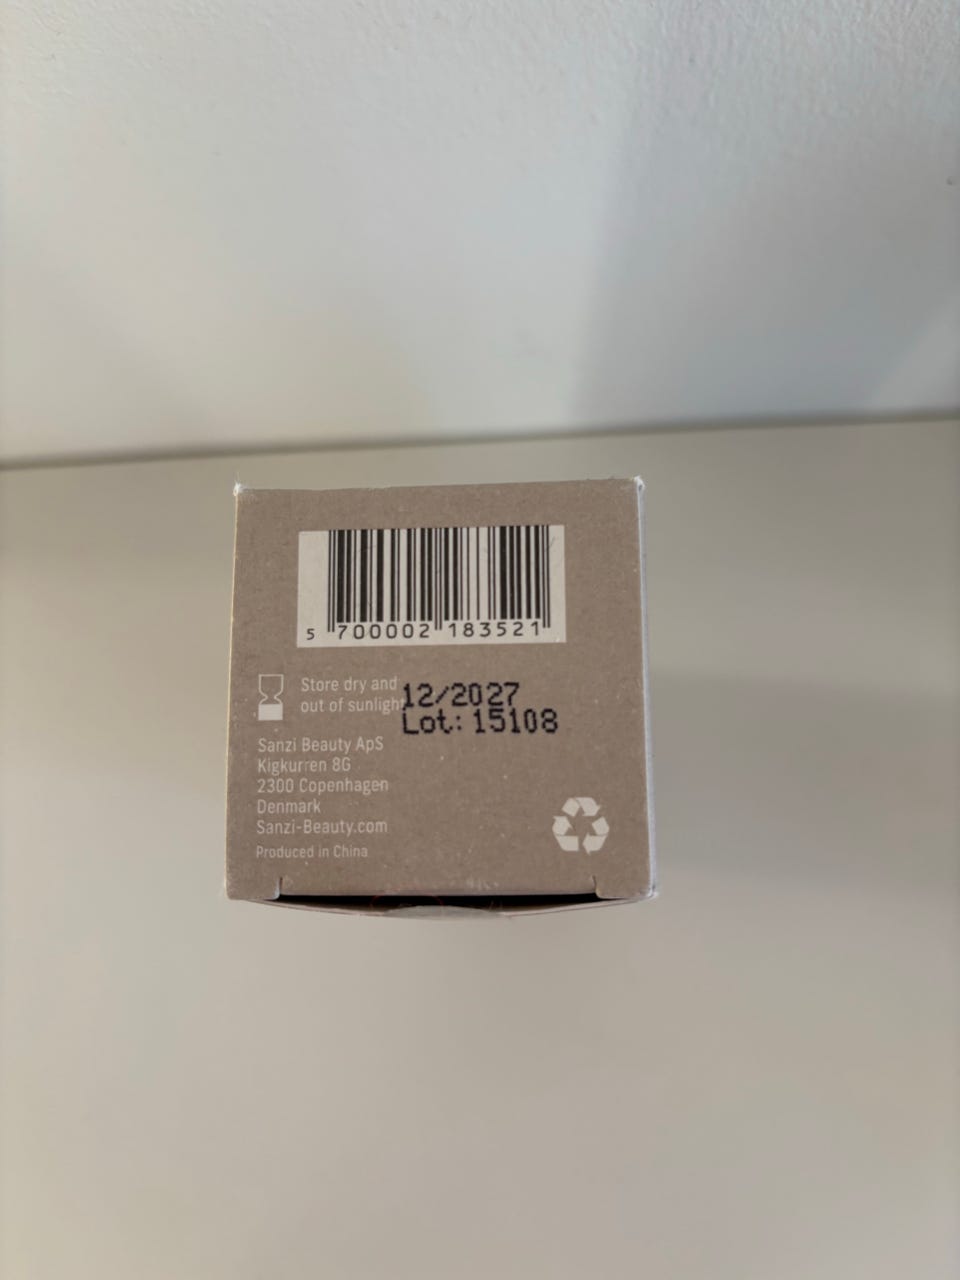 5 700002 183521
Store dry and
out of sunlight
12/2027
Lot: 15108
Sanzi Beauty ApS
Kigkurren 8G
2300 Copenhagen
Denmark
Sanzi-Beauty.com
Produced in China